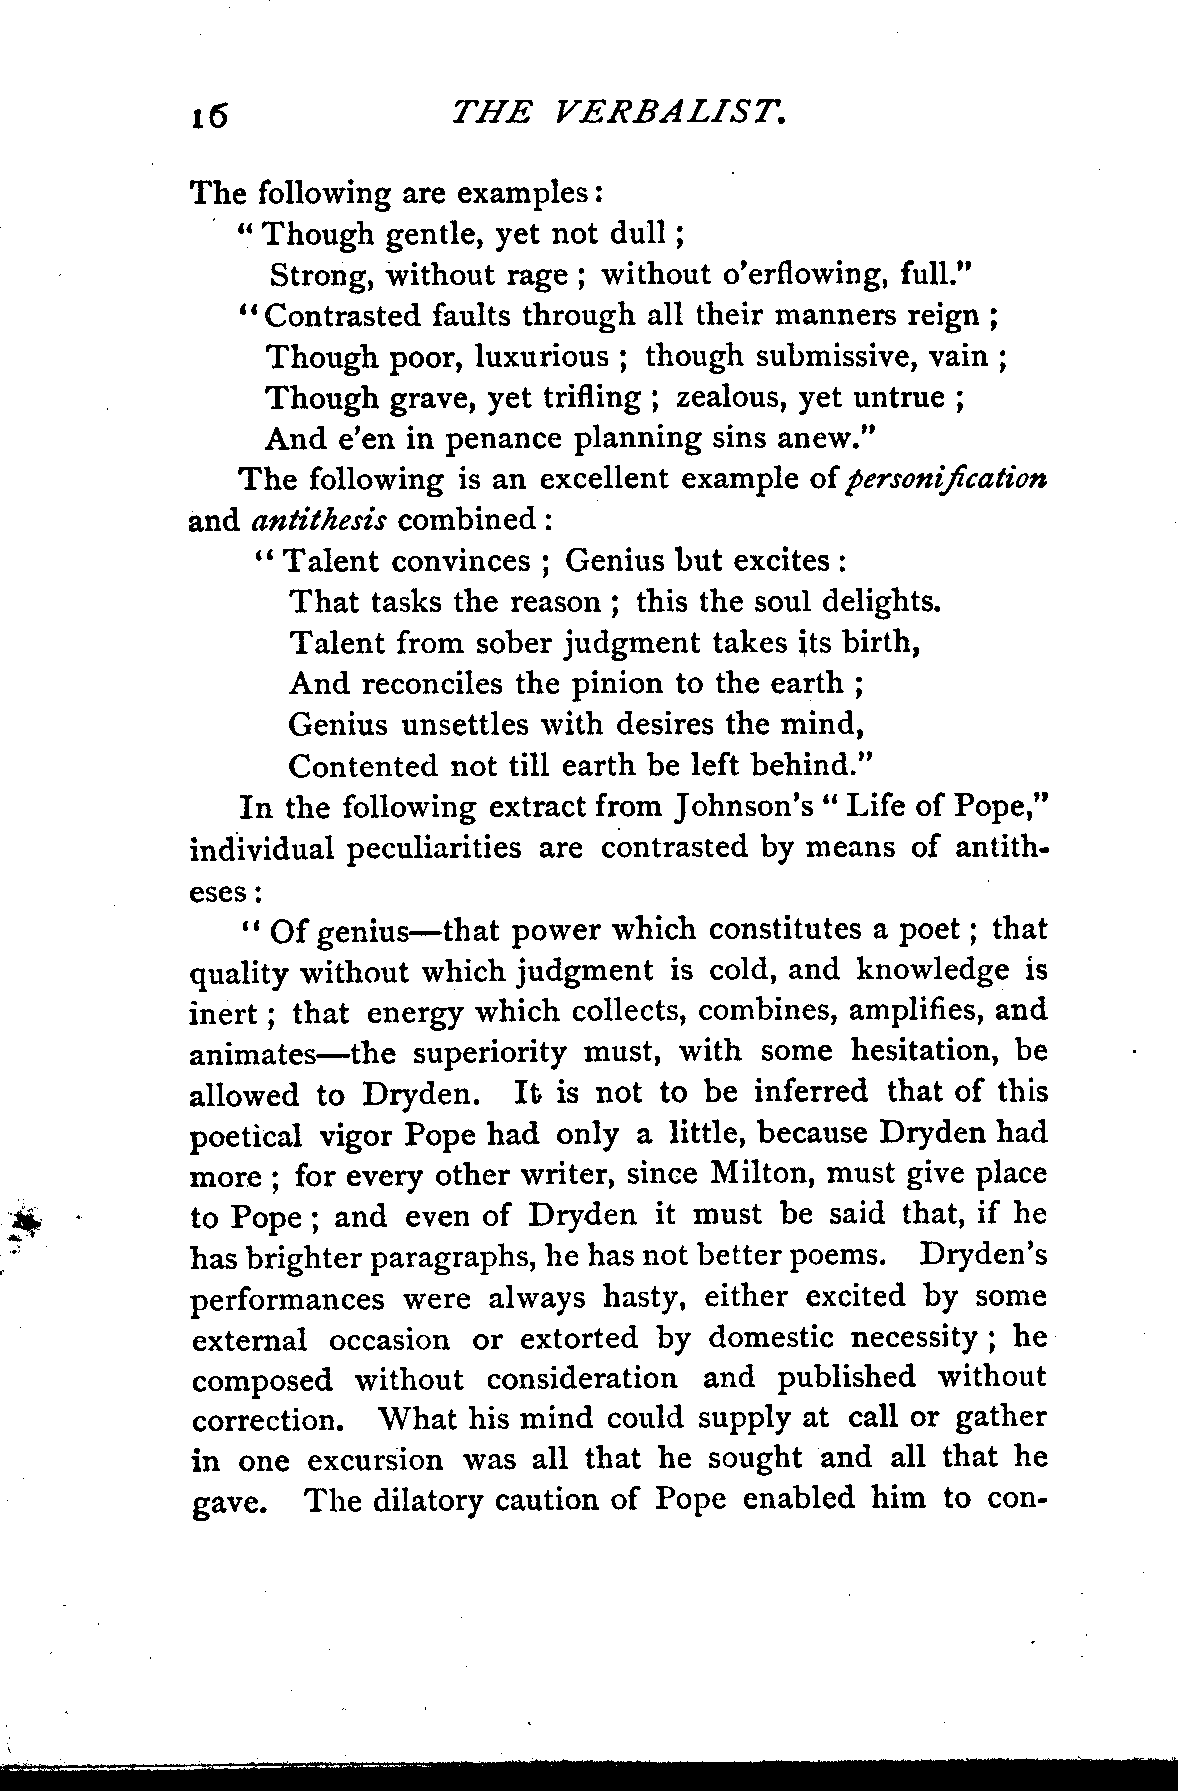 16 THE VERBALIST.
The following are examples:
“Though gentle, yet not dull ;
Strong, without rage ; without o'erflowing, full.”
“Contrasted faults through all their manners reign ;
Though poor, luxurious ; though submissive, vain ;
Though grave, yet trifling ; zealous, yet untrue ;
And e'en in penance planning sins anew.”
The following is an excellent example of personification
and antithesis combined :
“Talent convinces ; Genius but excites :
That tasks the reason ; this the soul delights.
Talent from sober judgment takes its birth,
And reconciles the pinion to the earth ;
Genius unsettles with desires the mind,
Contented not till earth be left behind.”
In the following extract from Johnson's “Life of Pope,”
individual peculiarities are contrasted by means of antith-
eses :
“Of genius—that power which constitutes a poet ; that
quality without which judgment is cold, and knowledge is
inert ; that energy which collects, combines, amplifies, and
animates—the superiority must, with some hesitation, be
allowed to Dryden. It is not to be inferred that of this
poetical vigor Pope had only a little, because Dryden had
more ; for every other writer, since Milton, must give place
to Pope ; and even of Dryden it must be said that, if he
has brighter paragraphs, he has not better poems. Dryden's
performances were always hasty, either excited by some
external occasion or extorted by domestic necessity ; he
composed without consideration and published without
correction. What his mind could supply at call or gather
in one excursion was all that he sought and all that he
gave. The dilatory caution of Pope enabled him to con-